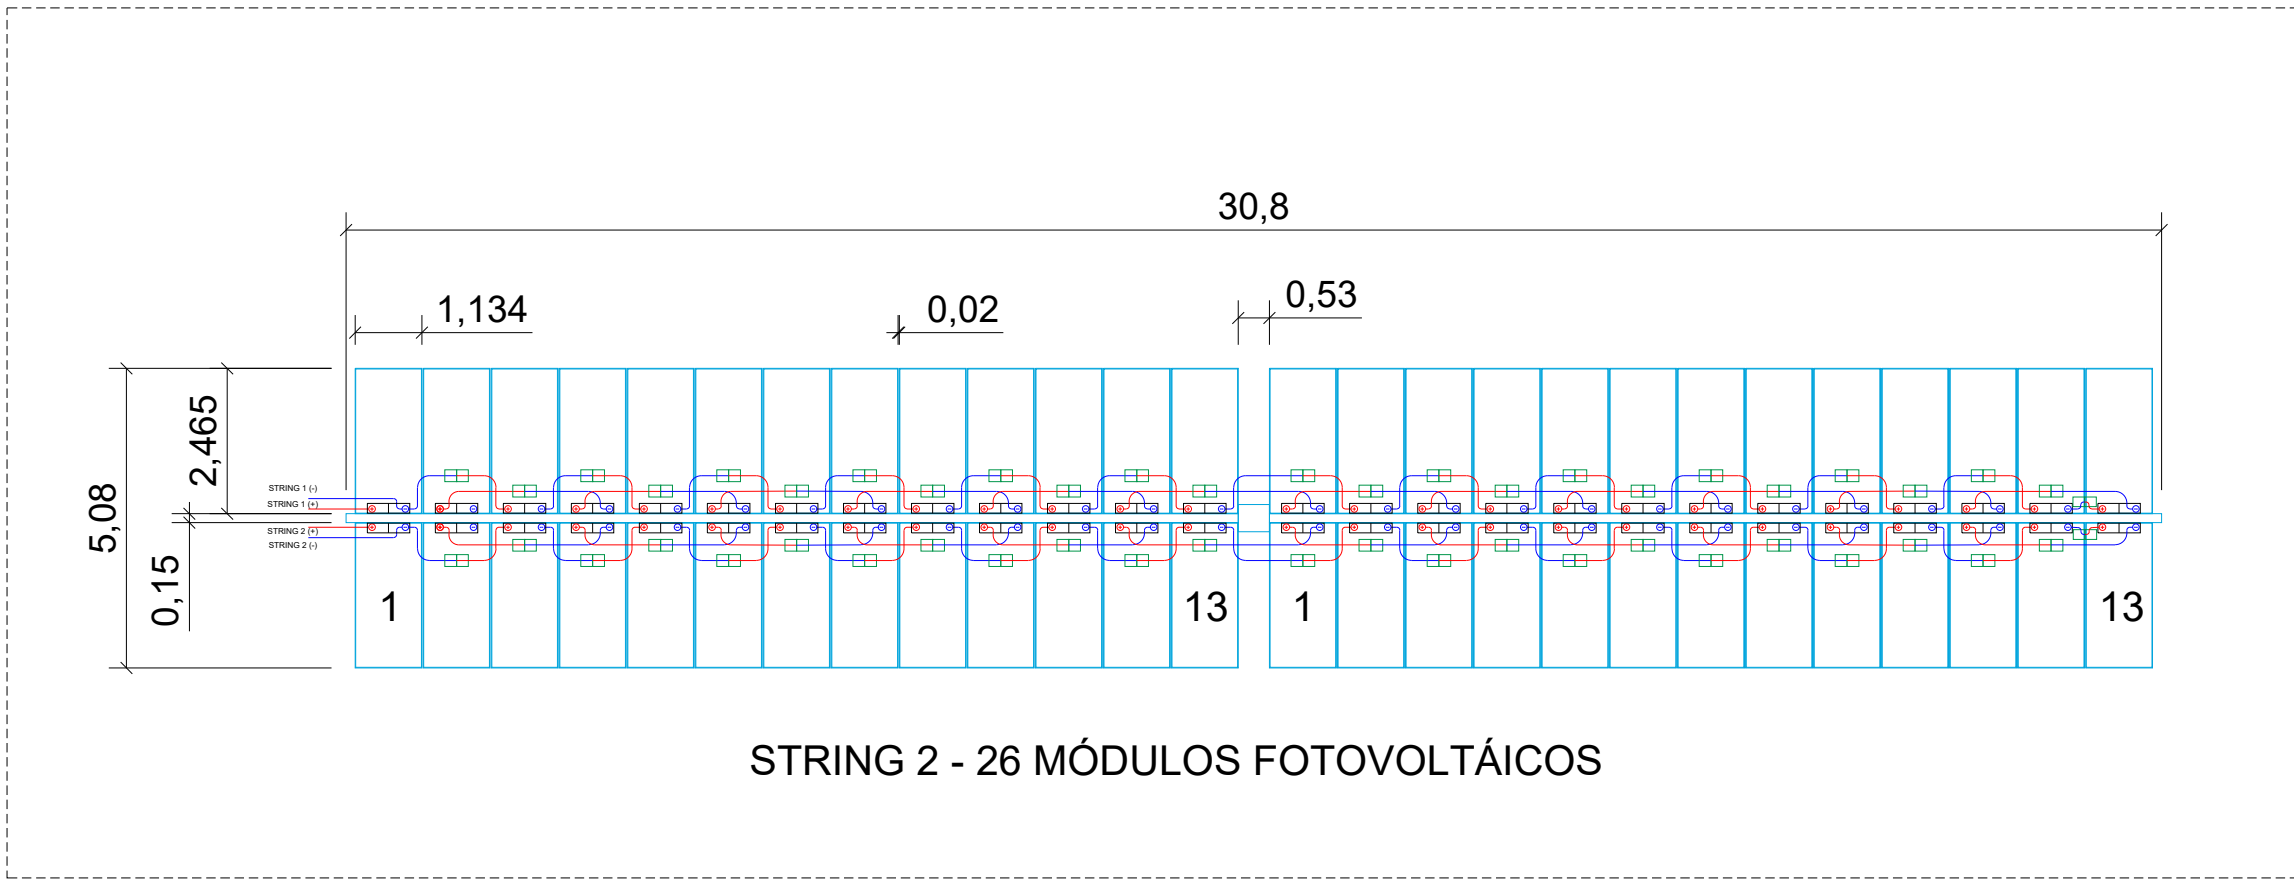 30,8
1,134
0,02
0,53
2,465
5,08
0,15
STRING 1 (-)
STRING 1 (+)
STRING 2 (+)
STRING 2 (-)
1
13
1
13
STRING 2 - 26 MÓDULOS FOTOVOLTÁICOS